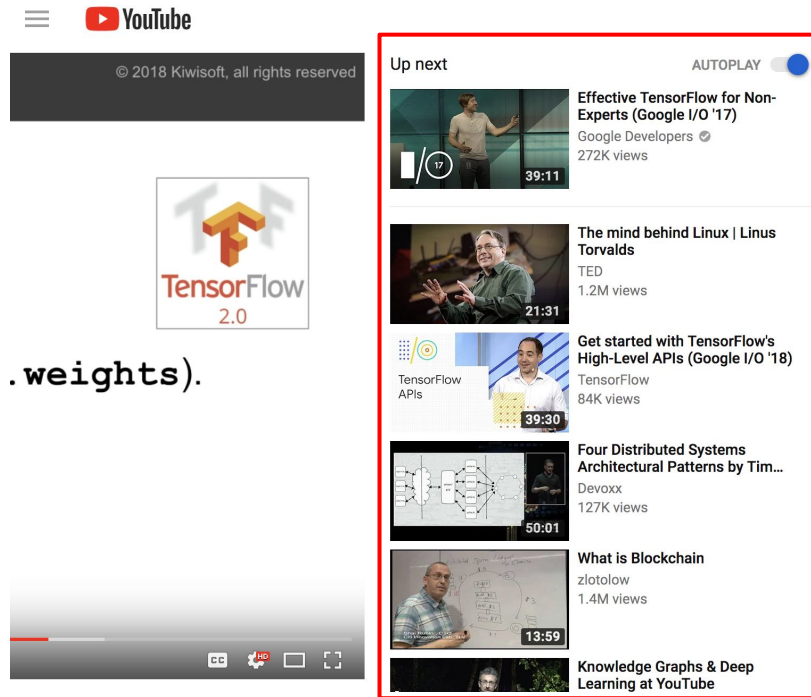 YouTube
© 2018 Kiwisoft, all rights reserved
TensorFlow
2.0
.weights).
CC
HD
Up next
AUTOPLAY
17
39:11
Effective TensorFlow for Non-
Experts (Google I/O '17)
Google Developers
272K views
21:31
The mind behind Linux | Linus
Torvalds
TED
1.2M views
TensorFlow
APIs
39:30
Get started with TensorFlow's
High-Level APIs (Google I/O '18)
TensorFlow
84K views
50:01
Four Distributed Systems
Architectural Patterns by Tim...
Devoxx
127K views
13:59
What is Blockchain
zlotolow
1.4M views
Knowledge Graphs & Deep
Learning at YouTube